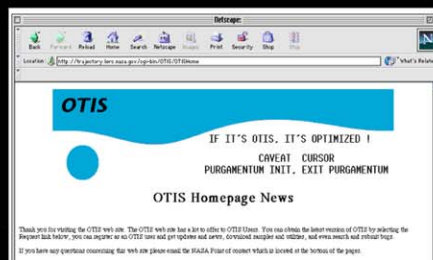 Netscape:
Back Forward Reload Home Search Netscape Images Print Security Shop Stop
Location: http://trajectory.lerc.nasa.gov/cgi-bin/OTIS/OTISHome What's Related
OTIS
IF IT'S OTIS, IT'S OPTIMIZED !
CAVEAT CURSOR
PURGAMENTUM INIT, EXIT PURGAMENTUM
OTIS Homepage News
Thank you for visiting the OTIS web site. The OTIS web site has a lot to offer to OTIS Users. You can obtain the latest version of OTIS by selecting the
Request link below, you can register as an OTIS user and get updates and news, download samples and utilities, and even search and submit bugs.
If you have any questions concerning this web site please email the NASA Point of contact which is located at the bottom of the pages.